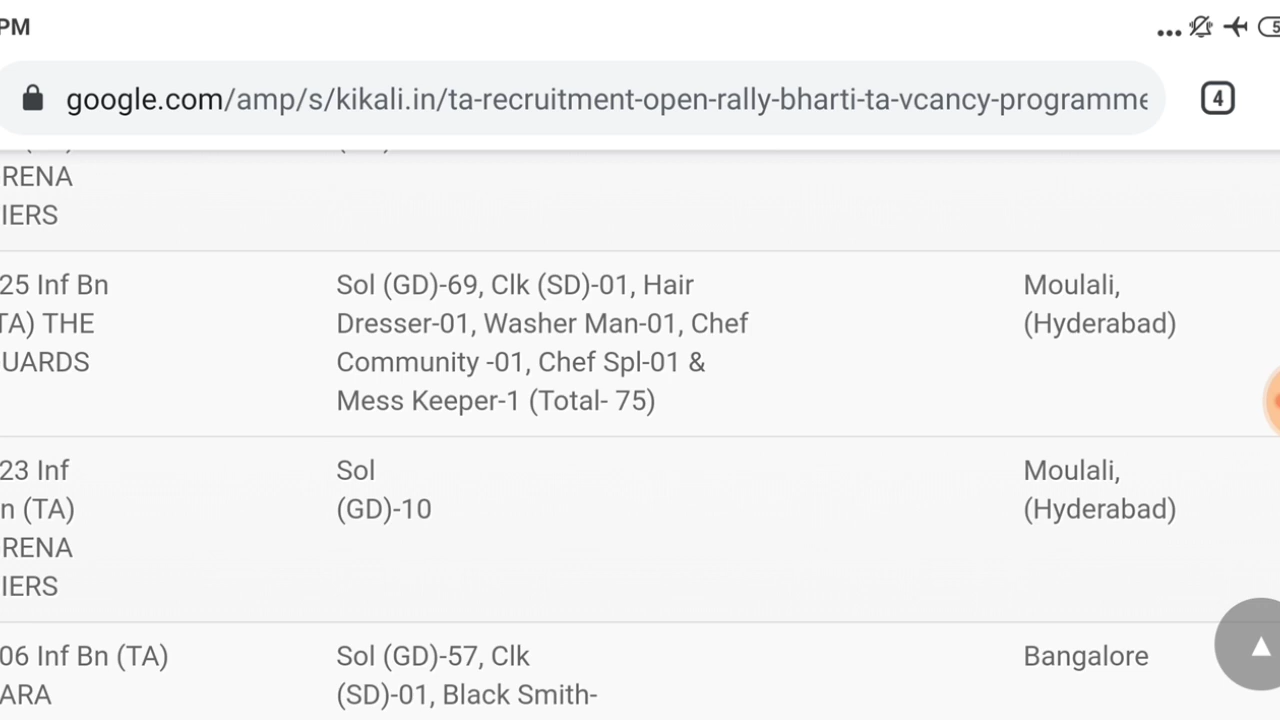 PM
google.com/amp/s/kikali.in/ta-recruitment-open-rally-bharti-ta-vcancy-programme
4
RENA
IERS
25 Inf Bn
TA) THE
UARDS
Sol (GD)-69, Clk (SD)-01, Hair
Dresser-01, Washer Man-01, Chef
Community -01, Chef Spl-01 &
Mess Keeper-1 (Total- 75)
Moulali,
(Hyderabad)
23 Inf
n (TA)
RENA
IERS
Sol
(GD)-10
Moulali,
(Hyderabad)
06 Inf Bn (TA)
ARA
Sol (GD)-57, Clk
(SD)-01, Black Smith-
Bangalore